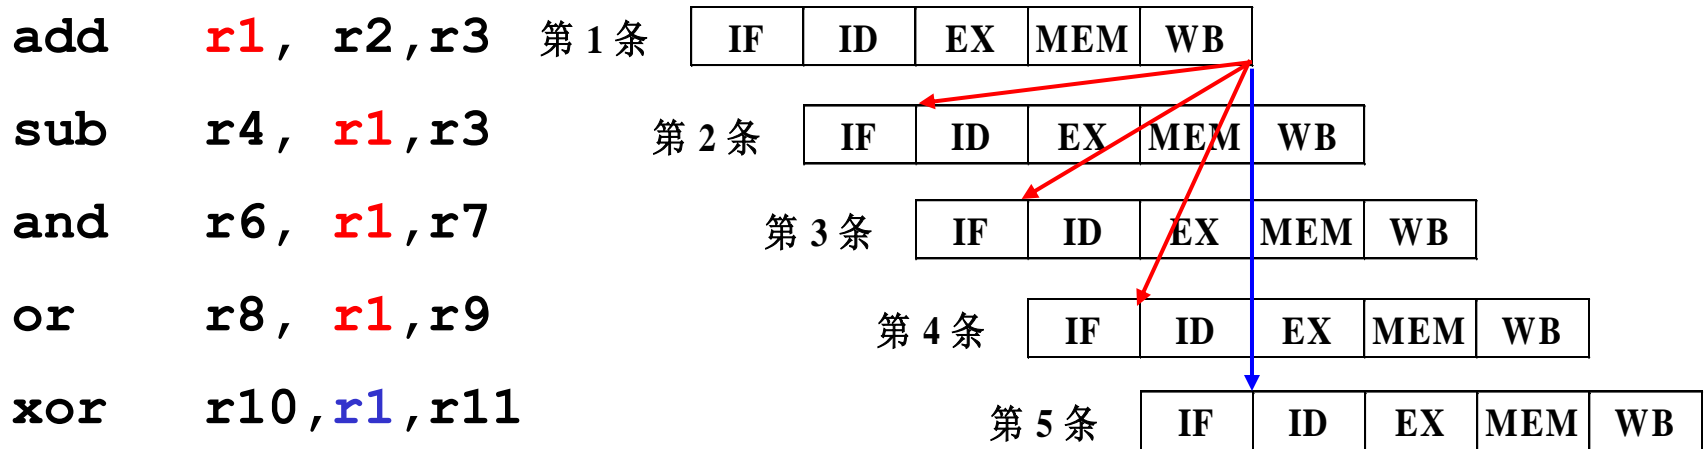 add r1, r2,r3 第 1 条 IF ID EX MEM WB
sub r4, r1,r3 第 2 条 IF ID EX MEM WB
and r6, r1,r7 第 3 条 IF ID EX MEM WB
or r8, r1,r9 第 4 条 IF ID EX MEM WB
xor r10,r1,r11 第 5 条 IF ID EX MEM WB